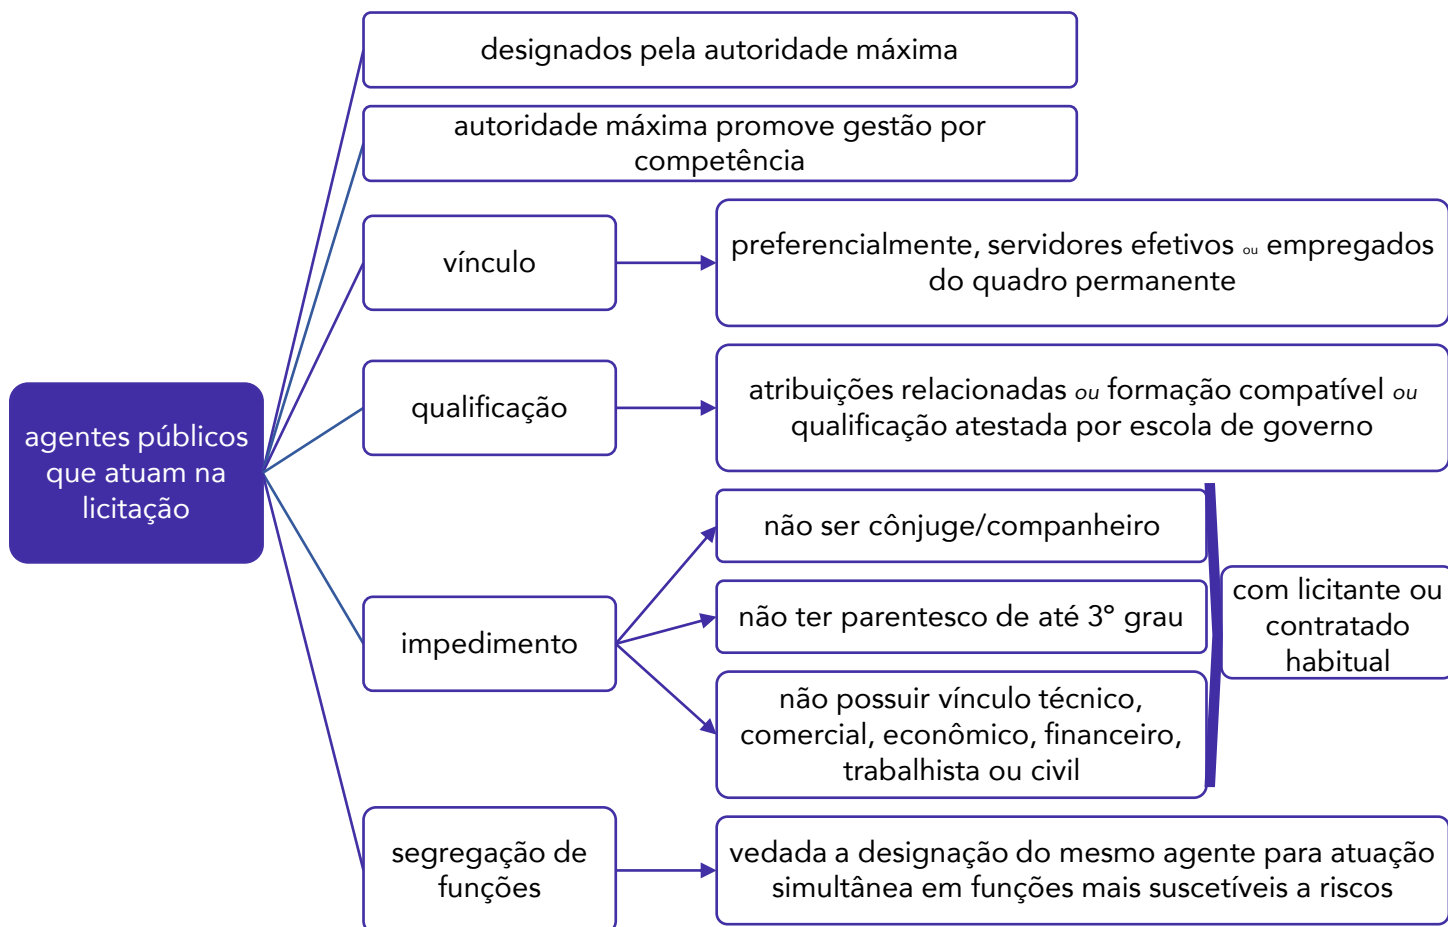 designados pela autoridade máxima
autoridade máxima promove gestão por
competência
vínculo
preferencialmente, servidores efetivos ou empregados
do quadro permanente
agentes públicos
que atuam na
licitação
qualificação
atribuições relacionadas ou formação compatível ou
qualificação atestada por escola de governo
impedimento
não ser cônjuge/companheiro
não ter parentesco de até 3º grau
não possuir vínculo técnico,
comercial, econômico, financeiro,
trabalhista ou civil
com licitante ou
contratado
habitual
segregação de
funções
vedada a designação do mesmo agente para atuação
simultânea em funções mais suscetíveis a riscos